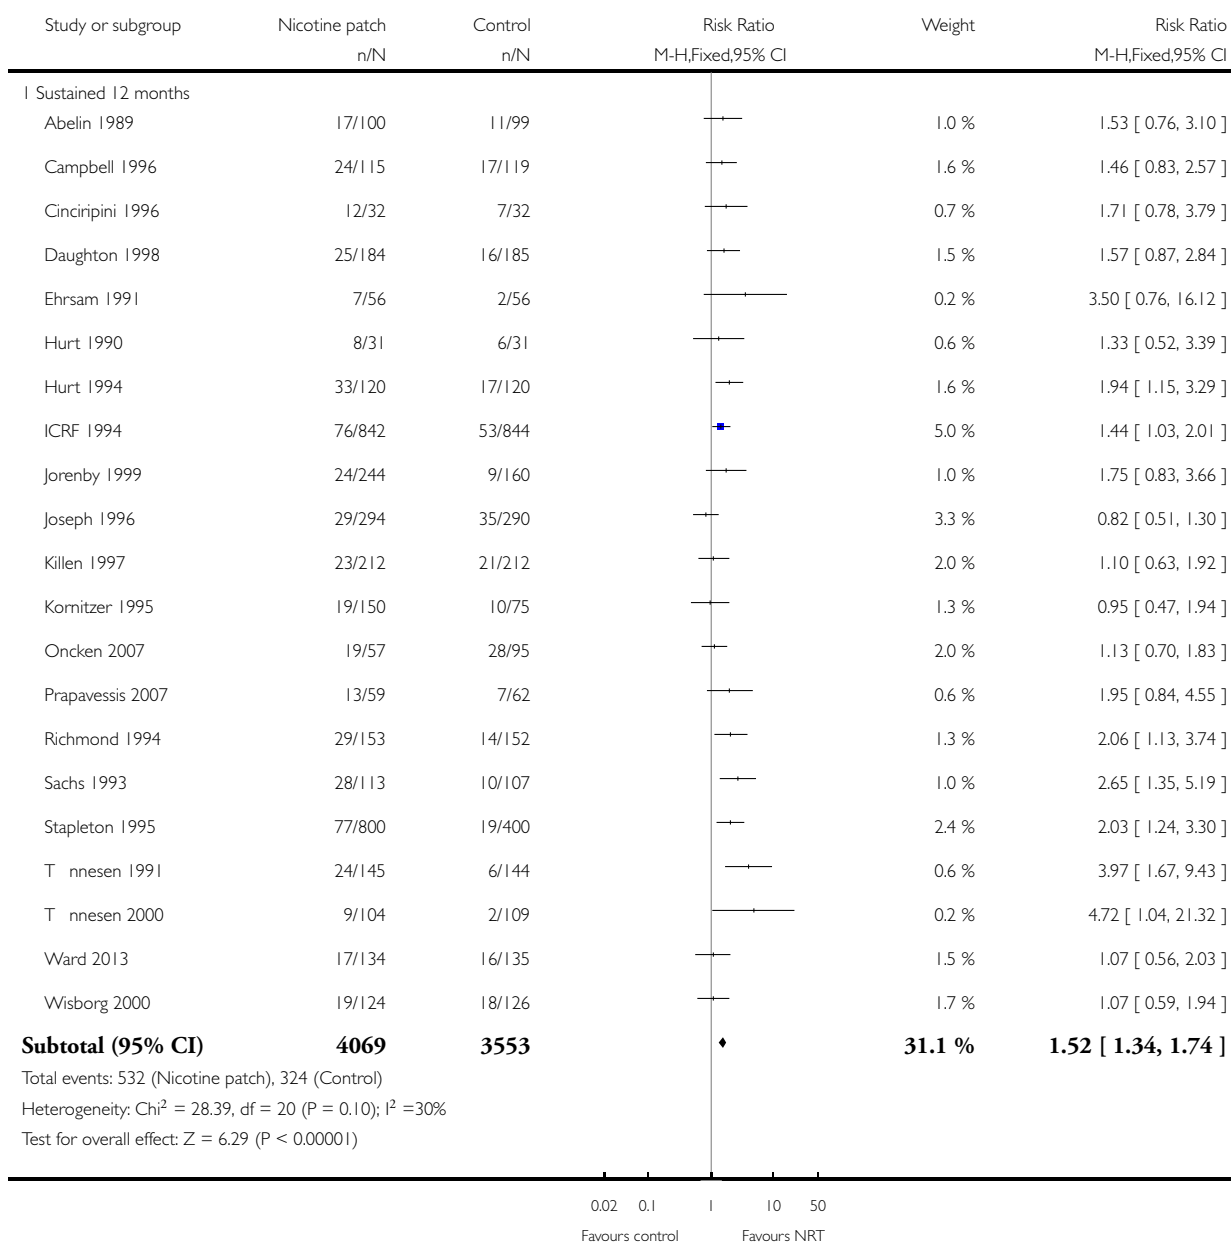 Study or subgroup Nicotine patch Control Risk Ratio Weight Risk Ratio
n/N n/N M-H,Fixed,95% CI M-H,Fixed,95% CI
1 Sustained 12 months
Abelin 1989 17/100 11/99 1.0 % 1.53 [ 0.76, 3.10 ]
Campbell 1996 24/115 17/119 1.6 % 1.46 [ 0.83, 2.57 ]
Cinciripini 1996 12/32 7/32 0.7 % 1.71 [ 0.78, 3.79 ]
Daughton 1998 25/184 16/185 1.5 % 1.57 [ 0.87, 2.84 ]
Ehrsam 1991 7/56 2/56 0.2 % 3.50 [ 0.76, 16.12 ]
Hurt 1990 8/31 6/31 0.6 % 1.33 [ 0.52, 3.39 ]
Hurt 1994 33/120 17/120 1.6 % 1.94 [ 1.15, 3.29 ]
ICRF 1994 76/842 53/844 5.0 % 1.44 [ 1.03, 2.01 ]
Jorenby 1999 24/244 9/160 1.0 % 1.75 [ 0.83, 3.66 ]
Joseph 1996 29/294 35/290 3.3 % 0.82 [ 0.51, 1.30 ]
Killen 1997 23/212 21/212 2.0 % 1.10 [ 0.63, 1.92 ]
Kornitzer 1995 19/150 10/75 1.3 % 0.95 [ 0.47, 1.94 ]
Oncken 2007 19/57 28/95 2.0 % 1.13 [ 0.70, 1.83 ]
Prapavessis 2007 13/59 7/62 0.6 % 1.95 [ 0.84, 4.55 ]
Richmond 1994 29/153 14/152 1.3 % 2.06 [ 1.13, 3.74 ]
Sachs 1993 28/113 10/107 1.0 % 2.65 [ 1.35, 5.19 ]
Stapleton 1995 77/800 19/400 2.4 % 2.03 [ 1.24, 3.30 ]
T nnesen 1991 24/145 6/144 0.6 % 3.97 [ 1.67, 9.43 ]
T nnesen 2000 9/104 2/109 0.2 % 4.72 [ 1.04, 21.32 ]
Ward 2013 17/134 16/135 1.5 % 1.07 [ 0.56, 2.03 ]
Wisborg 2000 19/124 18/126 1.7 % 1.07 [ 0.59, 1.94 ]
Subtotal (95% CI) 4069 3553 31.1 % 1.52 [ 1.34, 1.74 ]
Total events: 532 (Nicotine patch), 324 (Control)
Heterogeneity: Chi² = 28.39, df = 20 (P = 0.10); I² =30%
Test for overall effect: Z = 6.29 (P < 0.00001)
0.02 0.1 1 10 50
Favours control Favours NRT